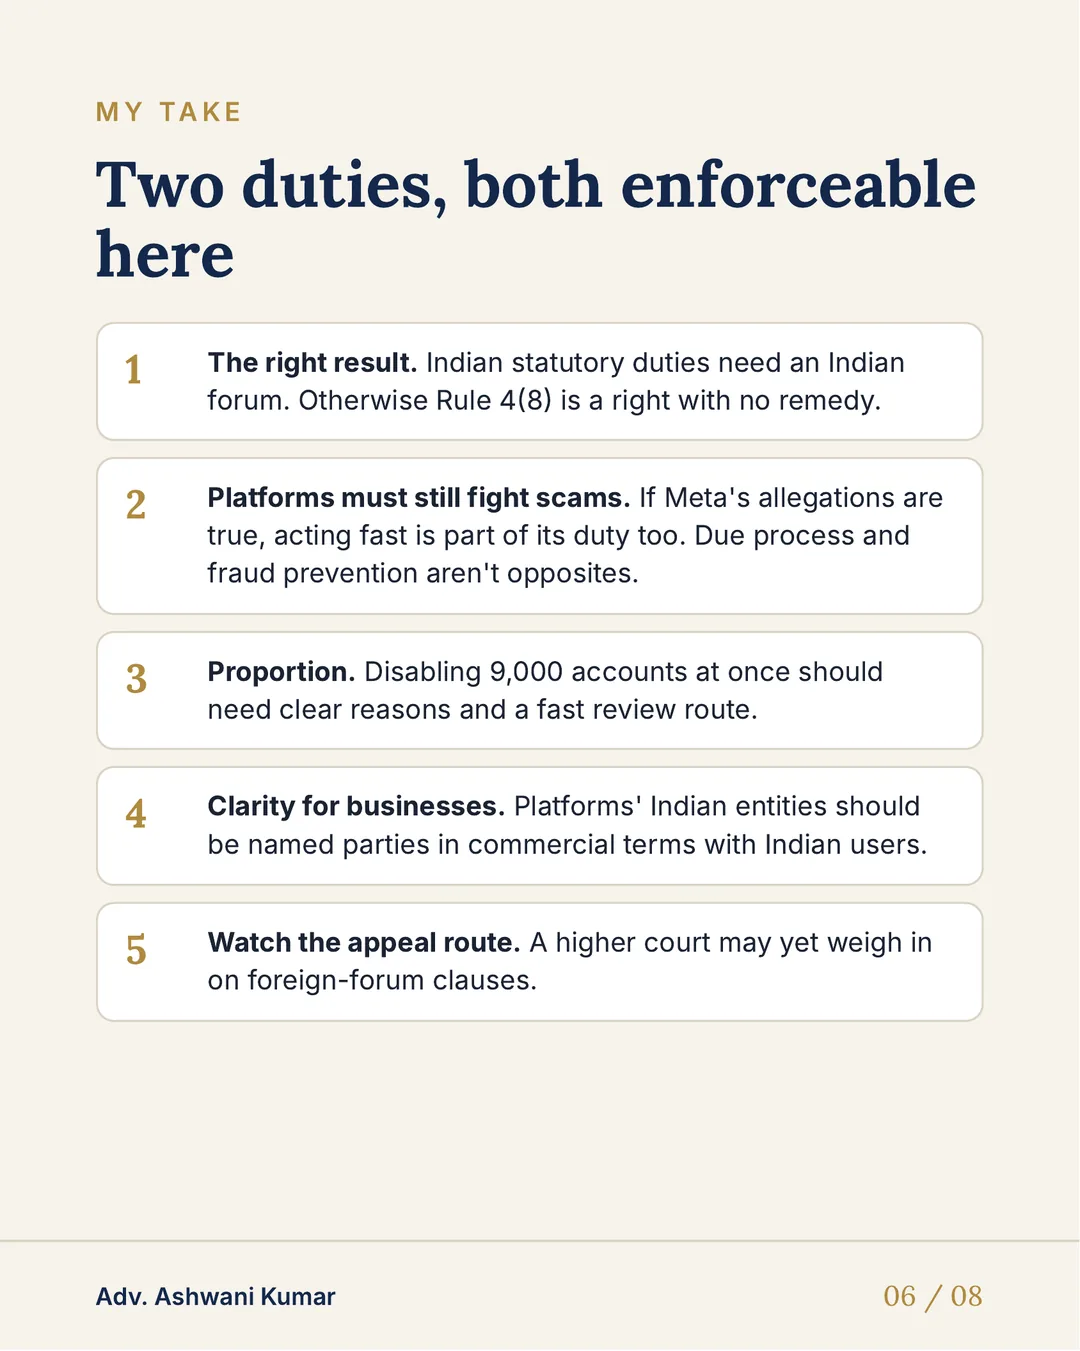 MY TAKE
Two duties, both enforceable
here
1
The right result. Indian statutory duties need an Indian
forum. Otherwise Rule 4(8) is a right with no remedy.
2
Platforms must still fight scams. If Meta's allegations are
true, acting fast is part of its duty too. Due process and
fraud prevention aren't opposites.
3
Proportion. Disabling 9,000 accounts at once should
need clear reasons and a fast review route.
4
Clarity for businesses. Platforms' Indian entities should
be named parties in commercial terms with Indian users.
5
Watch the appeal route. A higher court may yet weigh in
on foreign-forum clauses.
Adv. Ashwani Kumar
06 / 08